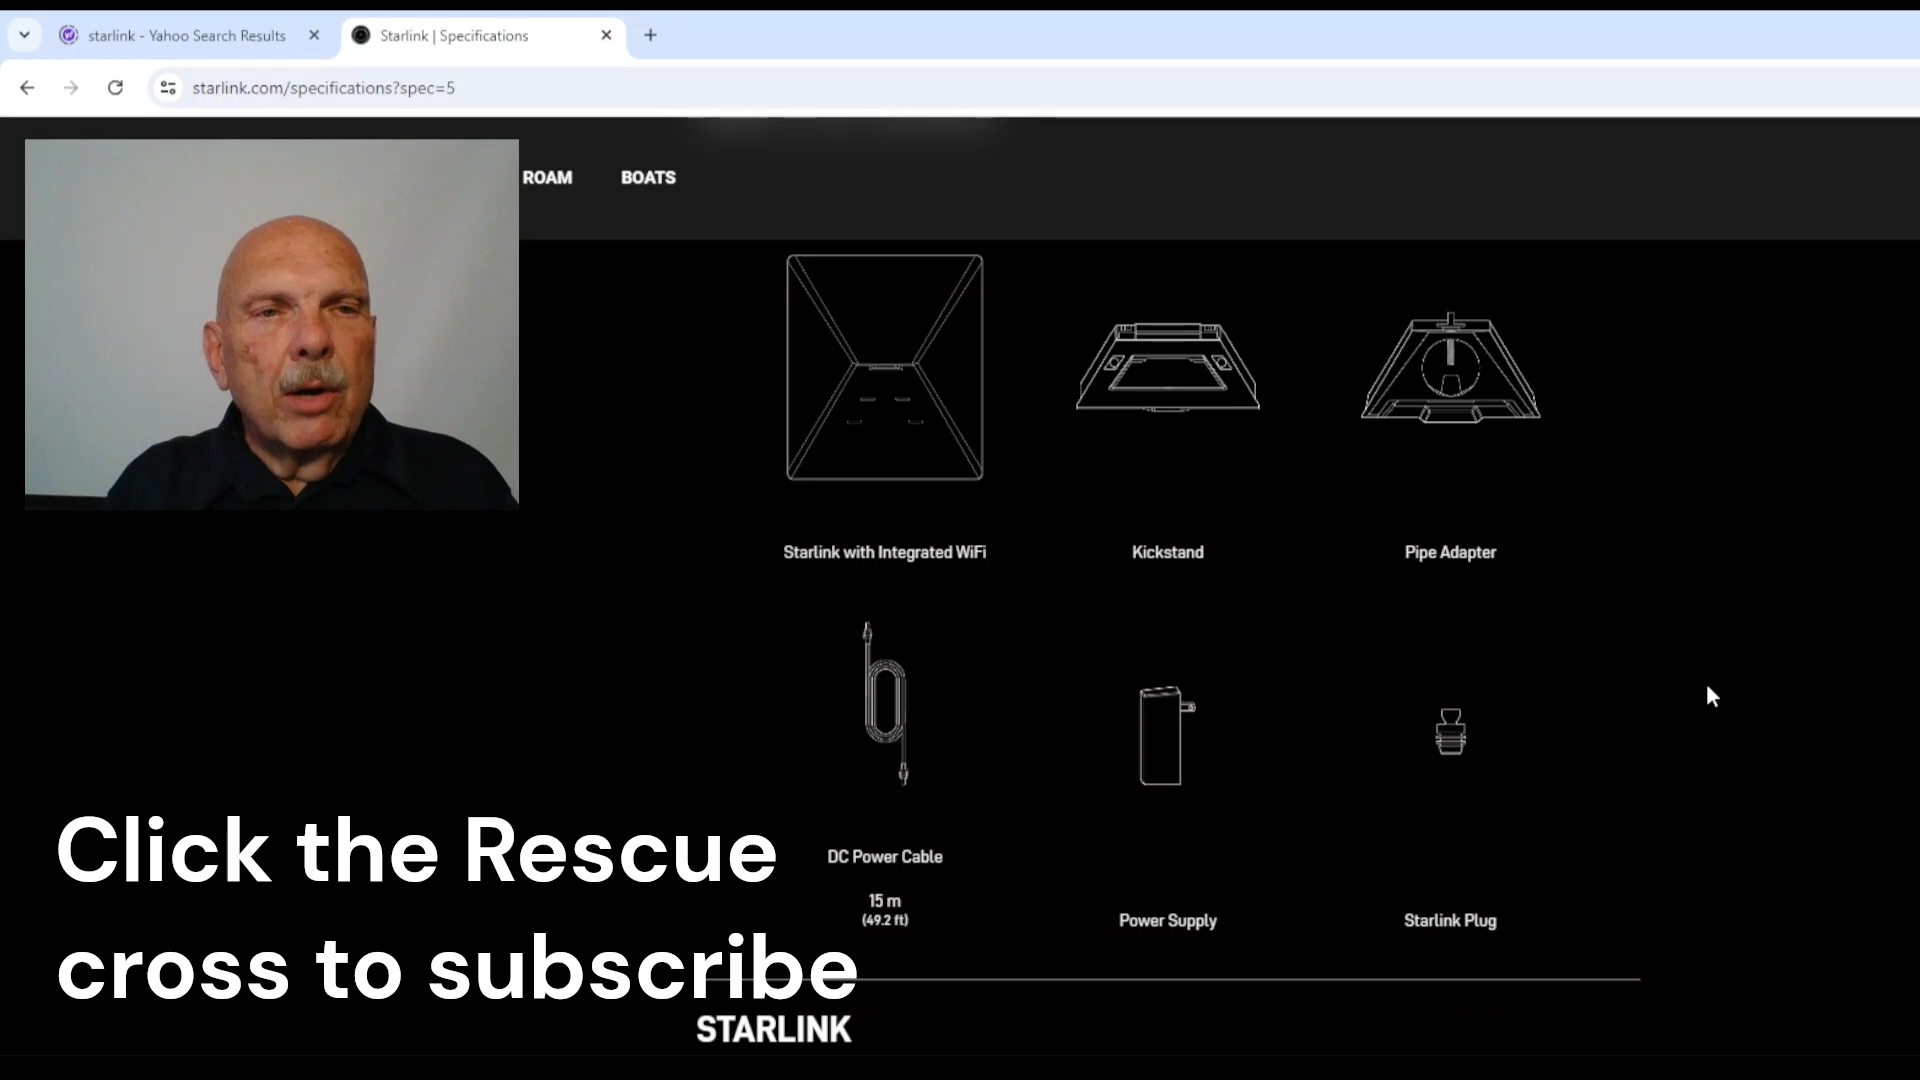 starlink - Yahoo Search Results
Starlink | Specifications
starlink.com/specifications?spec=5
ROAM
BOATS
Starlink with Integrated WiFi
Kickstand
Pipe Adapter
DC Power Cable
15 m
(49.2 ft)
Power Supply
Starlink Plug
Click the Rescue
cross to subscribe
STARLINK